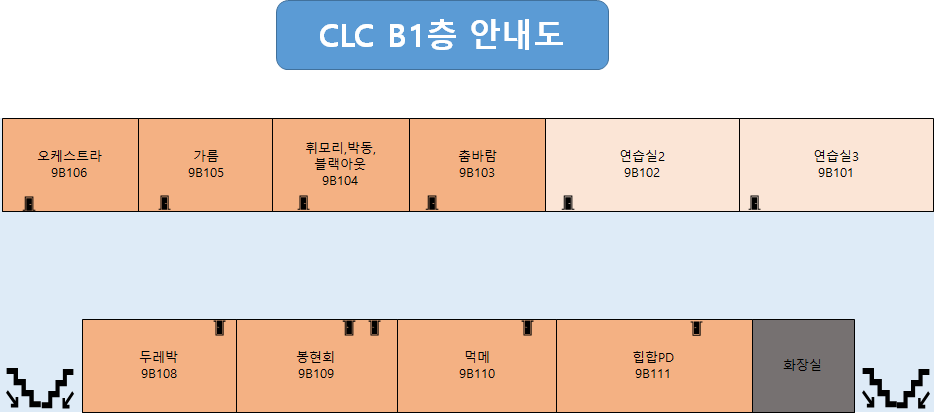 CLC B1층 안내도
오케스트라
9B106
가름
9B105
휘모리,박동,
블랙아웃
9B104
춤바람
9B103
연습실2
9B102
연습실3
9B101
두레박
9B108
봉현회
9B109
먹메
9B110
힙합PD
9B111
화장실